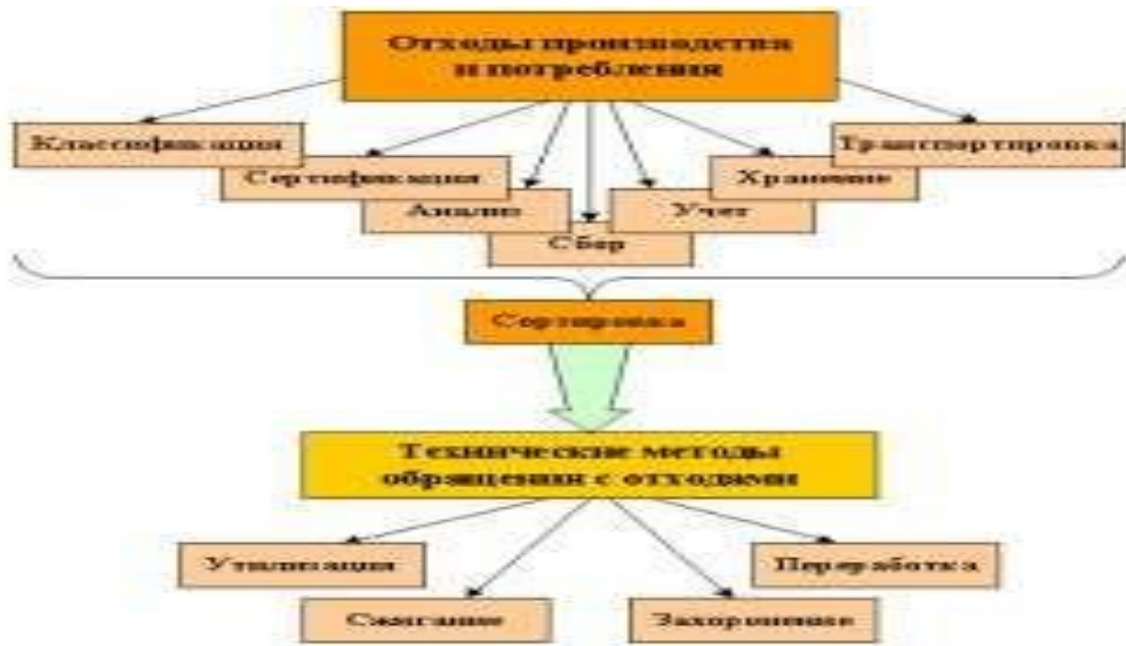 Отходы производства
и потребления
Классификация
Транспортировка
Сертификация
Хранение
Анализ
Учет
Сбор
Сортировка
Технические методы
обращения с отходами
Утилизация
Переработка
Сжигание
Захоронение